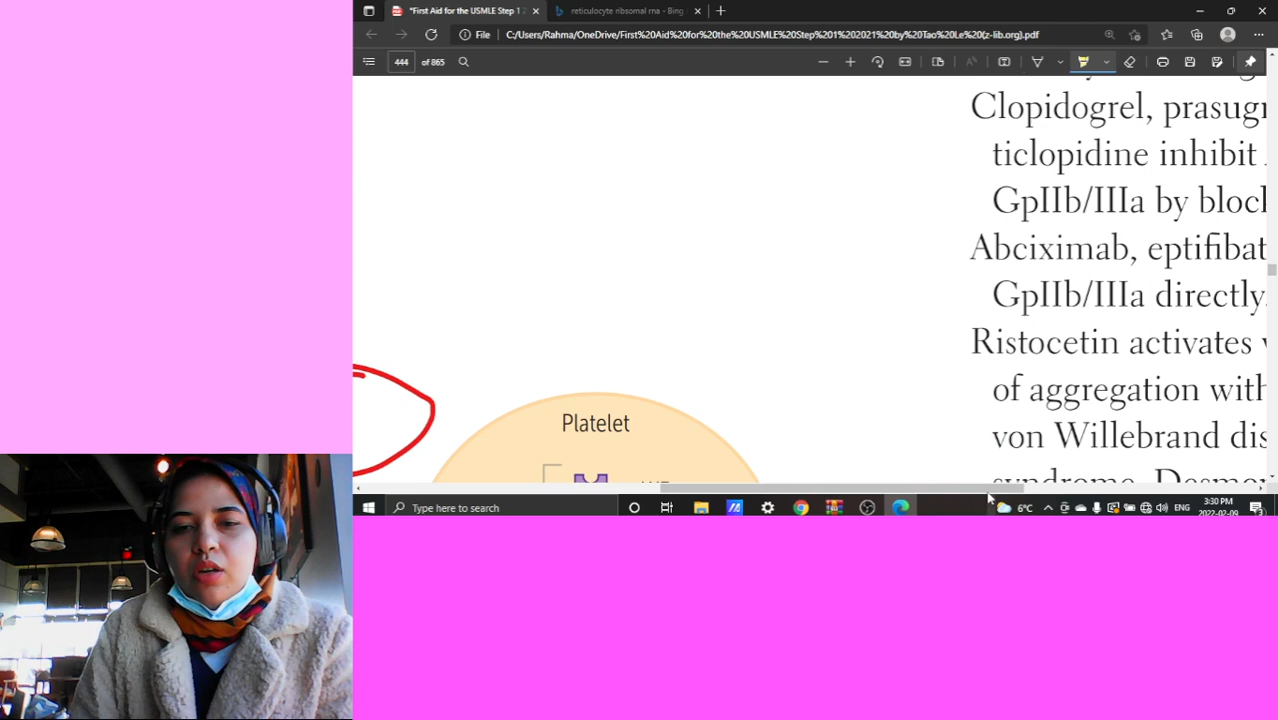 *First Aid for the USMLE Step 1 2
reticulocyte ribsomal rna - Bing
File C:/Users/Rahma/OneDrive/First%20Aid%20for%20the%20USMLE%20Step%201%202021%20by%20Tao%20Le%20(z-lib.org).pdf
444 of 865
Clopidogrel, prasugr
ticlopidine inhibit
GpIIb/IIIa by block
Abciximab, eptifibat
GpIIb/IIIa directly.
Ristocetin activates
of aggregation with
von Willebrand dis
syndrome. Desmo
Platelet
Type here to search
6°C
ENG
3:30 PM
2022-02-09